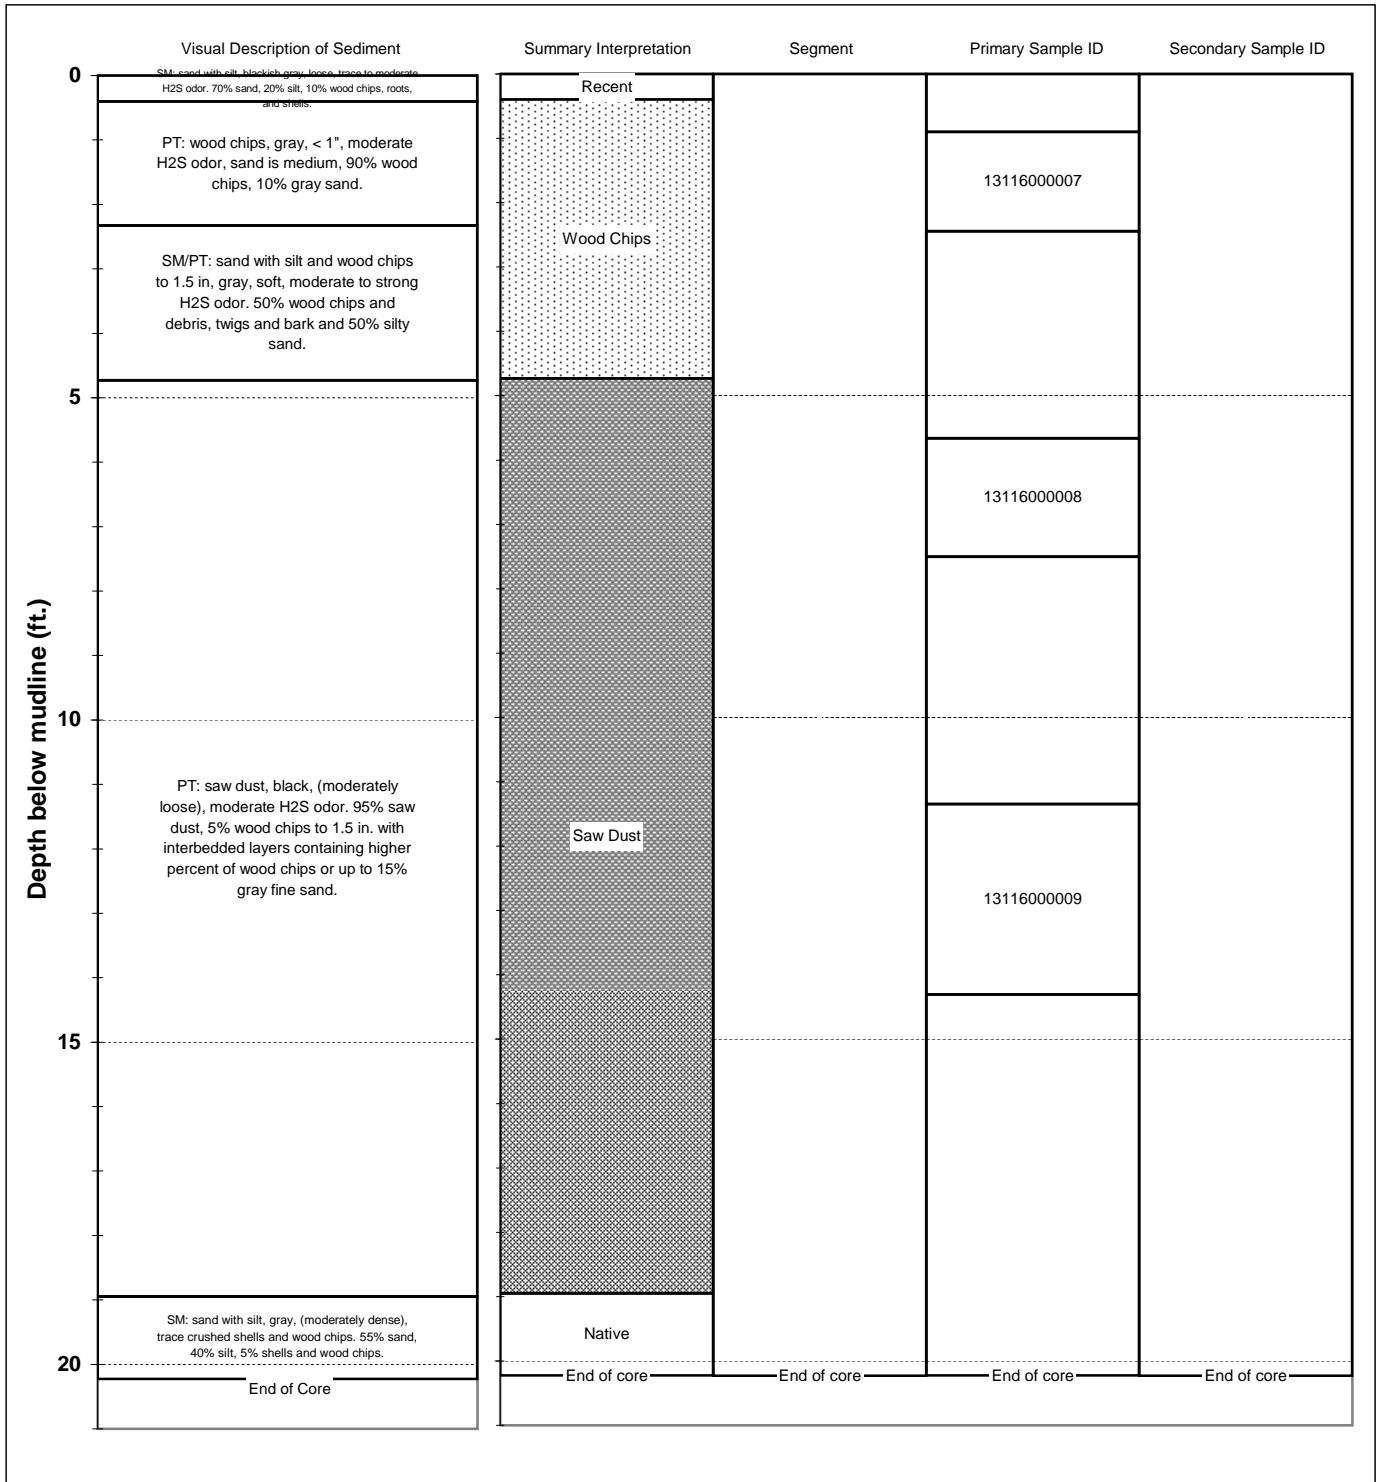 Visual Description of Sediment
Summary Interpretation
Segment
Primary Sample ID
Secondary Sample ID
Depth below mudline (ft.)
0
5
10
15
20
SM: sand with silt, blackish gray, loose, trace to moderate
H2S odor. 70% sand, 20% silt, 10% wood chips, roots,
and shells.
PT: wood chips, gray, < 1", moderate
H2S odor, sand is medium, 90% wood
chips, 10% gray sand.
SM/PT: sand with silt and wood chips
to 1.5 in, gray, soft, moderate to strong
H2S odor. 50% wood chips and
debris, twigs and bark and 50% silty
sand.
PT: saw dust, black, (moderately
loose), moderate H2S odor. 95% saw
dust, 5% wood chips to 1.5 in. with
interbedded layers containing higher
percent of wood chips or up to 15%
gray fine sand.
SM: sand with silt, gray, (moderately dense),
trace crushed shells and wood chips. 55% sand,
40% silt, 5% shells and wood chips.
End of Core
Recent
Wood Chips
Saw Dust
Native
End of core
End of core
13116000007
13116000008
13116000009
End of core
End of core